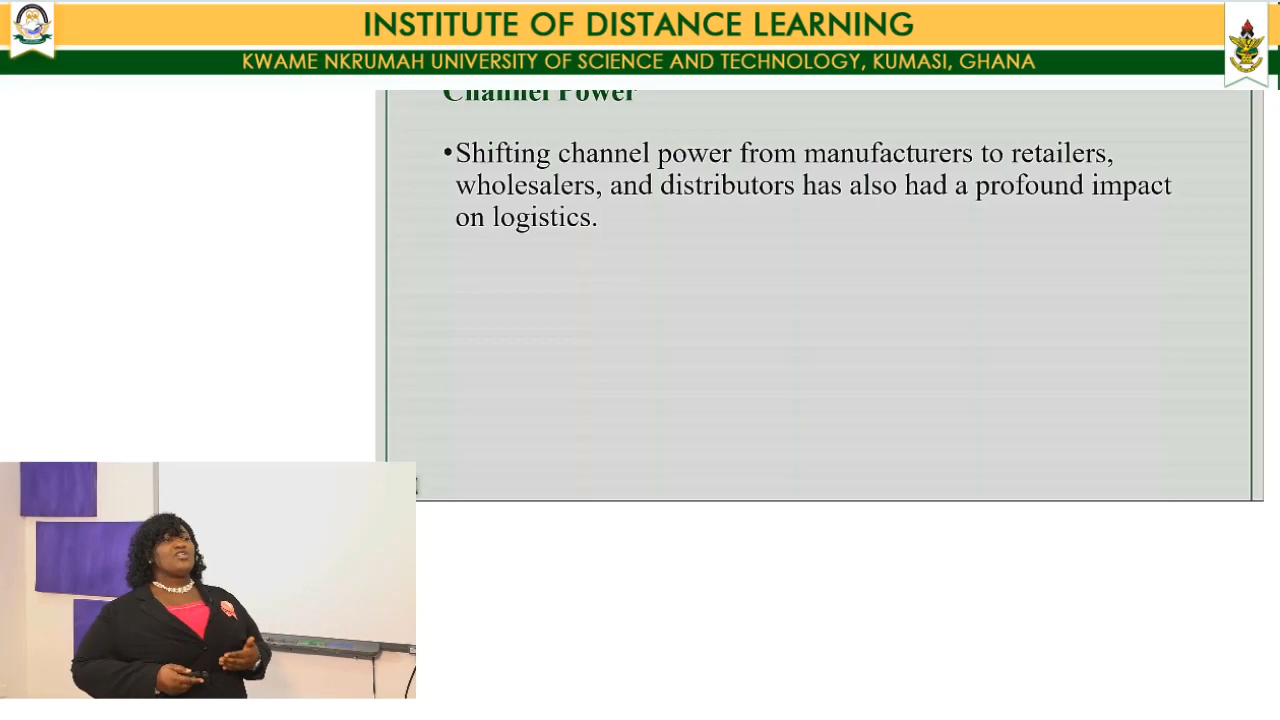 INSTITUTE OF DISTANCE LEARNING
KWAME NKRUMAH UNIVERSITY OF SCIENCE AND TECHNOLOGY, KUMASI, GHANA
Channel Power
•Shifting channel power from manufacturers to retailers,
wholesalers, and distributors has also had a profound impact
on logistics.